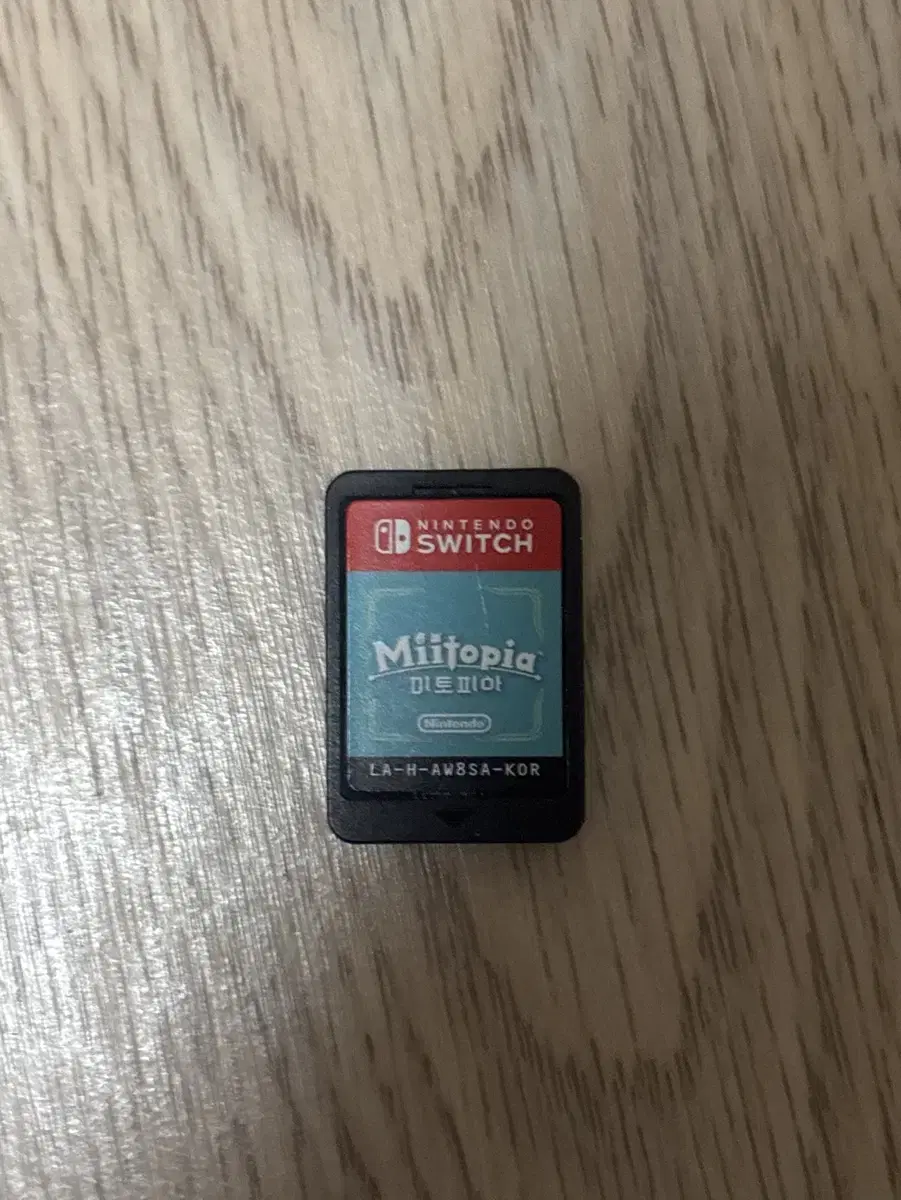 NINTENDO
SWITCH
Miitopia
미토피아
Nintendo
LA-H-AW8SA-KOR